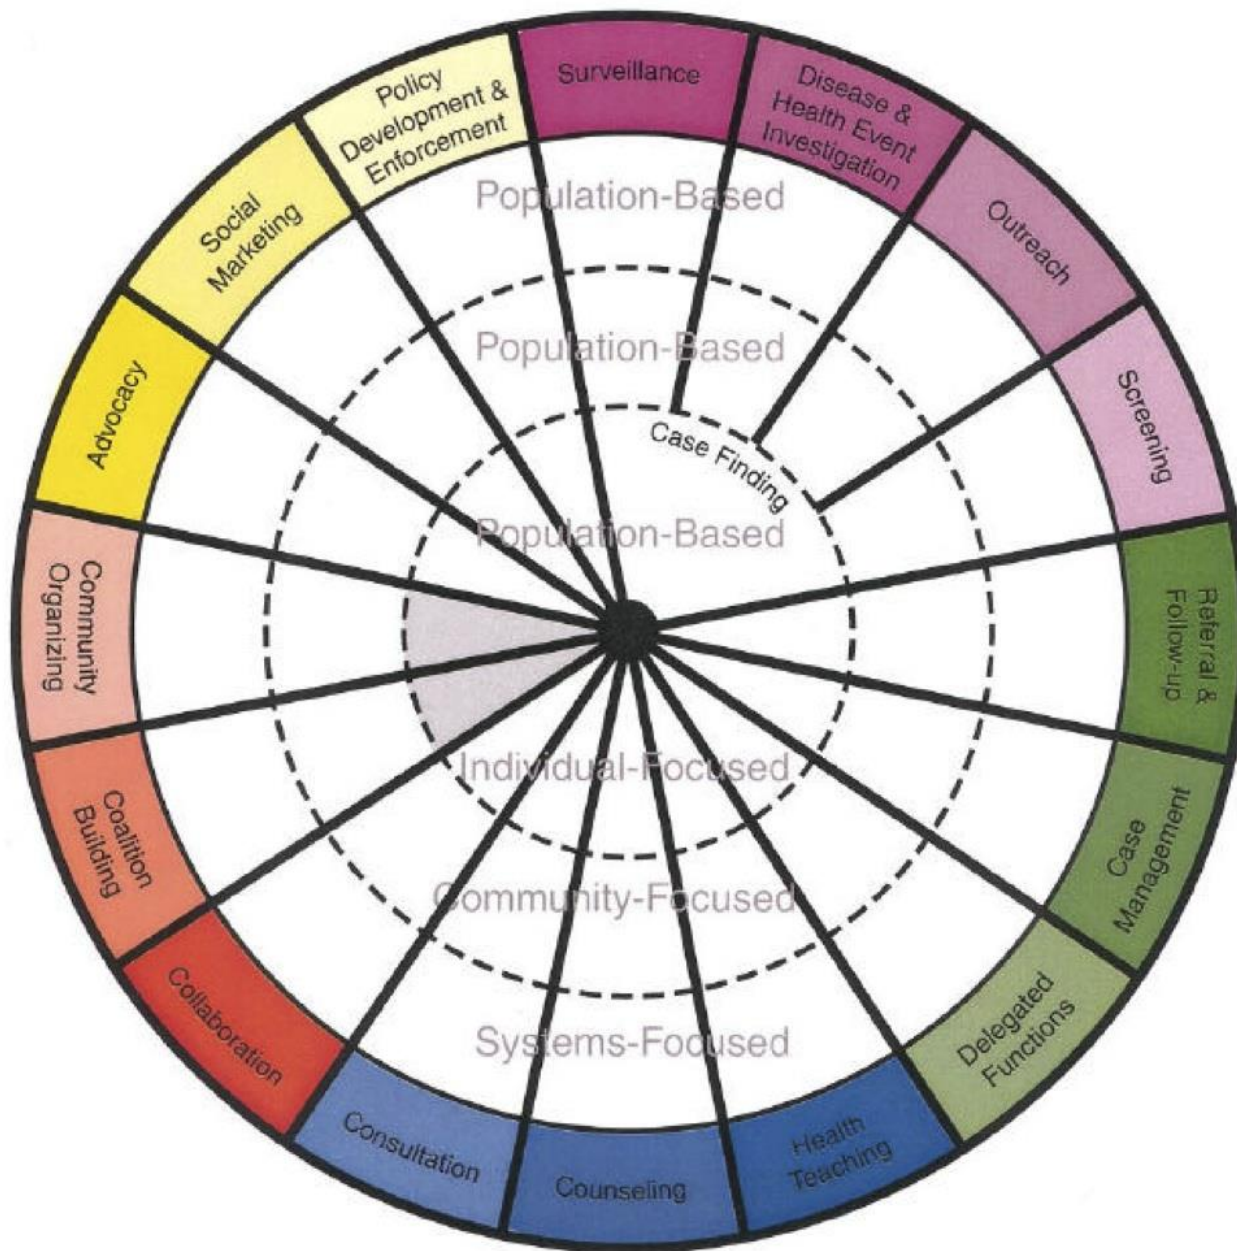 Surveillance
Disease &
Health Event
Investigation
Outreach
Screening
Referral &
Follow-up
Case
Management
Delegated
Functions
Health
Teaching
Counseling
Consultation
Collaboration
Coalition
Building
Community
Organizing
Advocacy
Social
Marketing
Policy
Development &
Enforcement
Population-Based
Population-Based
Case Finding
Population-Based
Individual-Focused
Community-Focused
Systems-Focused